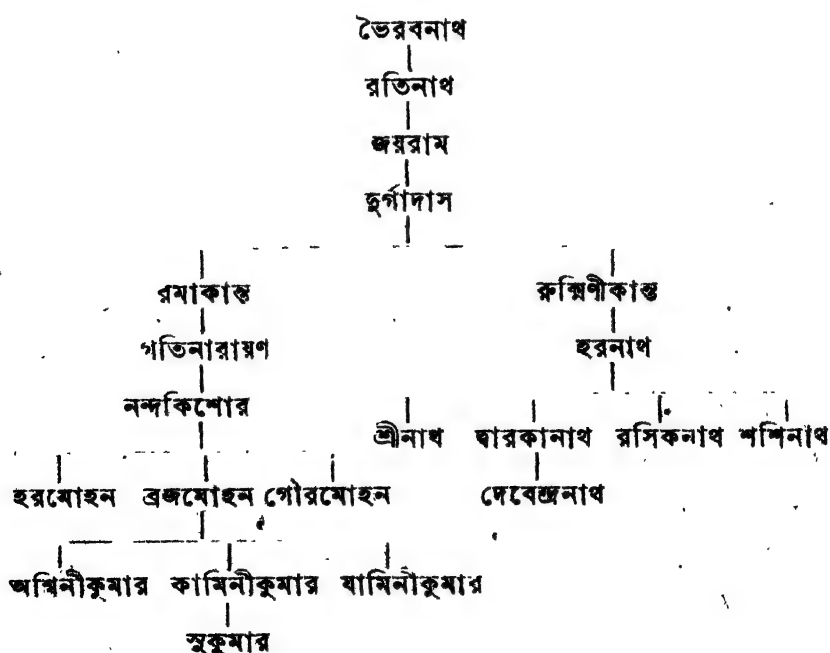 ভৈরবনাথ
রতিনাথ
জয়রাম
দুর্গাদাস
রমাকান্ত রুক্মিণীকান্ত
গতিনারায়ণ হরনাথ
নন্দকিশোর
শ্রীনাথ দ্বারকানাথ রসিকনাথ শশিনাথ
হরমোহন ব্রজমোহন গৌরমোহন দেবেন্দ্রনাথ
অশ্বিনীকুমার কামিনীকুমার যামিনীকুমার
সুকুমার